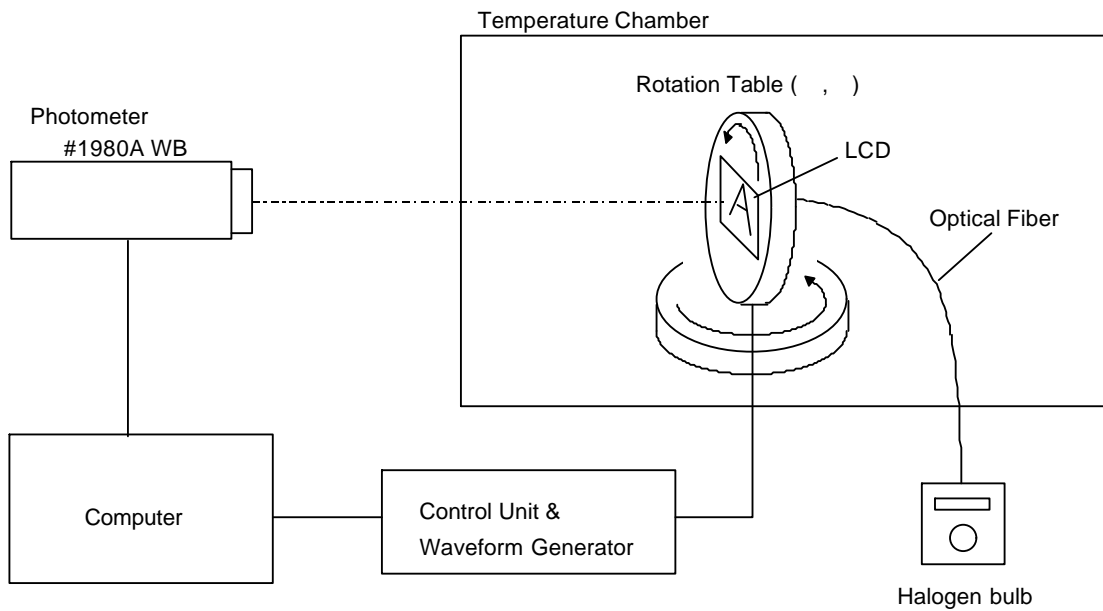 Temperature Chamber
Rotation Table ( , )
Photometer
#1980A WB
LCD
A
Optical Fiber
Computer
Control Unit &
Waveform Generator
Halogen bulb